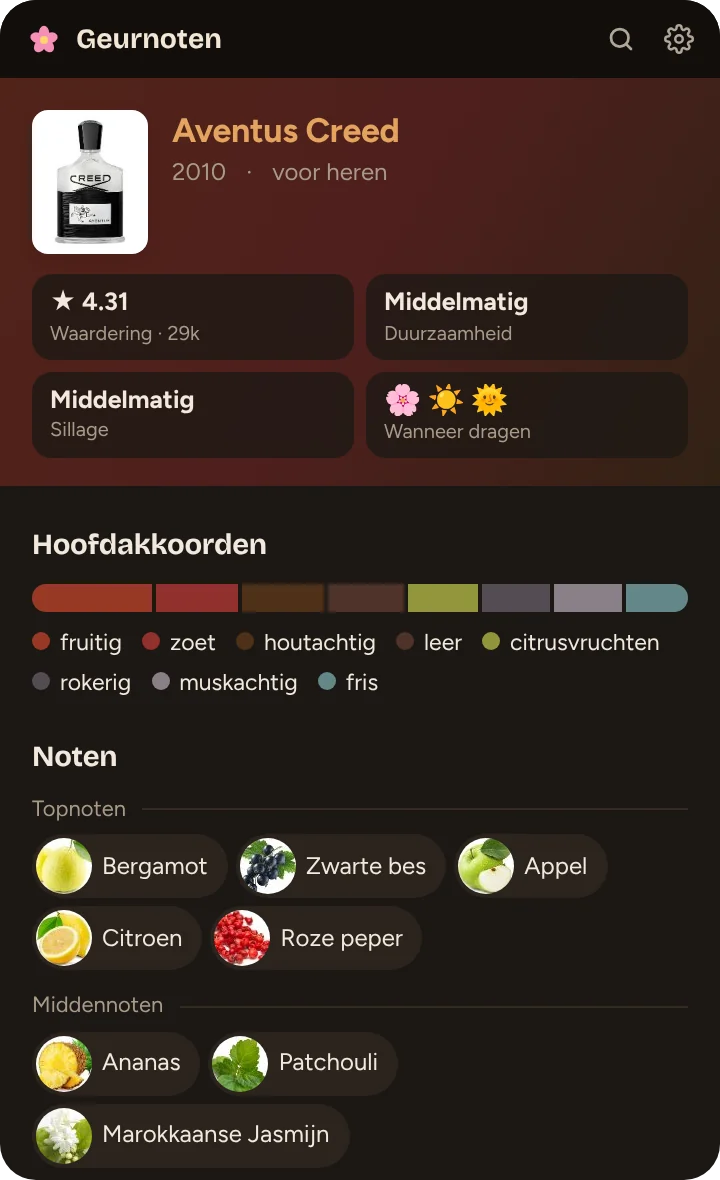 Geurnoten
Aventus Creed
2010 · voor heren
CREED
AVENTUS
★ 4.31
Waardering · 29k
Middelmatig
Duurzaamheid
Middelmatig
Sillage
🌸 ☀️ 🌞
Wanneer dragen
Hoofdakkoorden
fruitig zoet houtachtig leer citrusvruchten
rokerig muskachtig fris
Noten
Topnoten
Bergamot Zwarte bes Appel
Citroen Roze peper
Middennoten
Ananas Patchouli
Marokkaanse Jasmijn